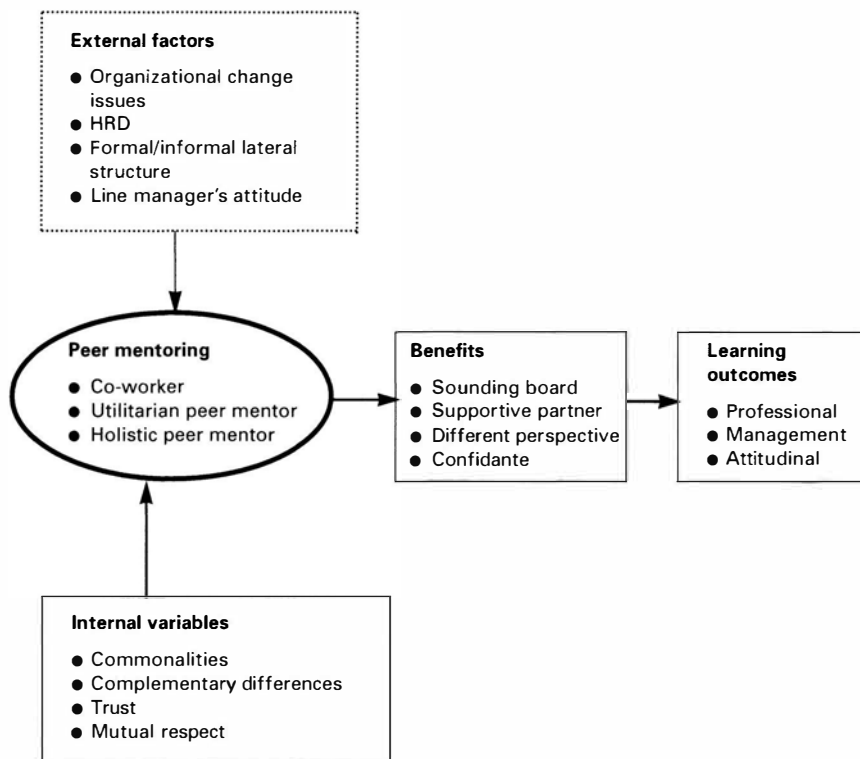 External factors
● Organizational change
issues
● HRD
● Formal/informal lateral
structure
● Line manager's attitude
Peer mentoring
● Co-worker
● Utilitarian peer mentor
● Holistic peer mentor
Benefits
● Sounding board
● Supportive partner
● Different perspective
● Confidante
Learning
outcomes
● Professional
● Management
● Attitudinal
Internal variables
● Commonalities
● Complementary differences
● Trust
● Mutual respect